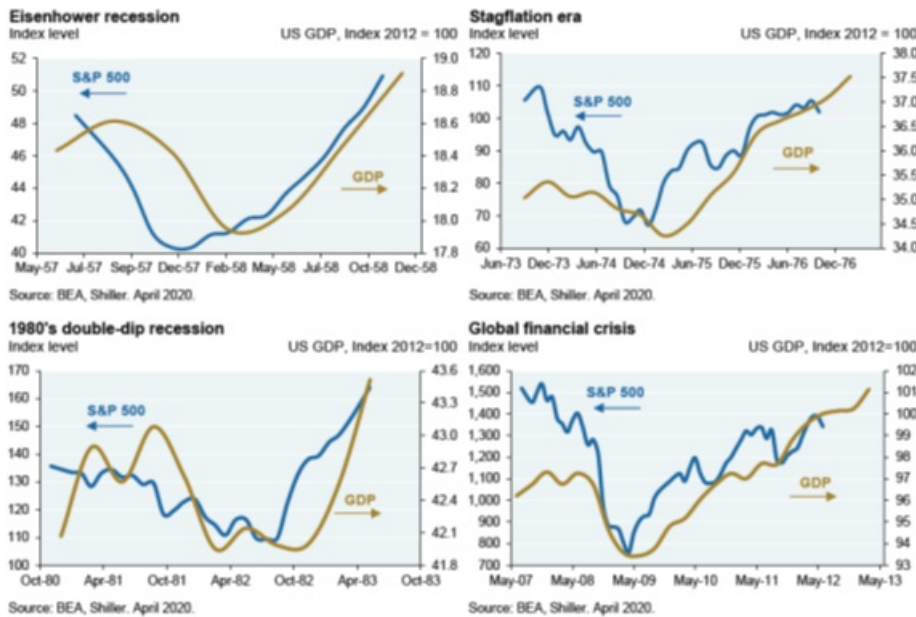 Eisenhower recession
Index level US GDP, Index 2012 = 100
52 19.0
S&P 500
50 18.8
48 18.6
46 18.4
44 GDP 18.2
42 18.0
40 17.8
May-57 Jul-57 Sep-57 Dec-57 Feb-58 May-58 Jul-58 Oct-58 Dec-58
Source: BEA, Shiller. April 2020.
Stagflation era
Index level US GDP, Index 2012 = 100
120 38.0
110 37.5
S&P 500 37.0
100 36.5
90 36.0
GDP
80 35.5
35.0
70 34.5
60 34.0
Jun-73 Dec-73 Jun-74 Dec-74 Jun-75 Dec-75 Jun-76 Dec-76
Source: BEA, Shiller. April 2020.
1980's double-dip recession
Index level US GDP, Index 2012=100
170 43.6
160 43.3
S&P 500
150 43.0
140 42.7
130 42.4
GDP
120 42.1
110
100 41.8
Oct-80 Apr-81 Oct-81 Apr-82 Oct-82 Apr-83 Oct-83
Source: BEA, Shiller. April 2020.
Global financial crisis
Index level US GDP, Index 2012=100
1,600 102
1,500 S&P 500 101
1,400 100
1,300 99
1,200 98
1,100 97
1,000 GDP 96
900 95
800 94
700 93
May-07 May-08 May-09 May-10 May-11 May-12 May-13
Source: BEA, Shiller. April 2020.